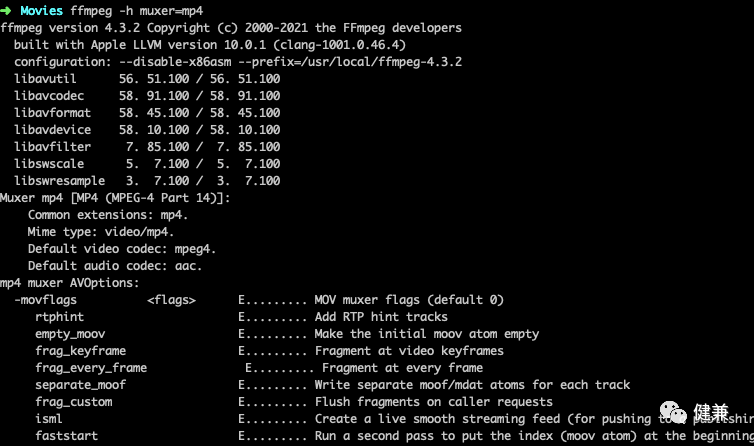 ➜ Movies ffmpeg -h muxer=mp4
ffmpeg version 4.3.2 Copyright (c) 2000-2021 the FFmpeg developers
  built with Apple LLVM version 10.0.1 (clang-1001.0.46.4)
  configuration: --disable-x86asm --prefix=/usr/local/ffmpeg-4.3.2
  libavutil      56. 51.100 / 56. 51.100
  libavcodec     58. 91.100 / 58. 91.100
  libavformat    58. 45.100 / 58. 45.100
  libavdevice    58. 10.100 / 58. 10.100
  libavfilter     7. 85.100 /  7. 85.100
  libswscale      5.  7.100 /  5.  7.100
  libswresample   3.  7.100 /  3.  7.100
Muxer mp4 [MP4 (MPEG-4 Part 14)]:
    Common extensions: mp4.
    Mime type: video/mp4.
    Default video codec: mpeg4.
    Default audio codec: aac.
mp4 muxer AVOptions:
  -movflags          <flags>      E......... MOV muxer flags (default 0)
     rtphint                      E......... Add RTP hint tracks
     empty_moov                   E......... Make the initial moov atom empty
     frag_keyframe                E......... Fragment at video keyframes
     frag_every_frame              E......... Fragment at every frame
     separate_moof                E......... Write separate moof/mdat atoms for each track
     frag_custom                  E......... Flush fragments on caller requests
     isml                         E......... Create a live smooth streaming feed (for pushing to a publishin
     faststart                    E......... Run a second pass to put the index (moov atom) at the beginning
健兼